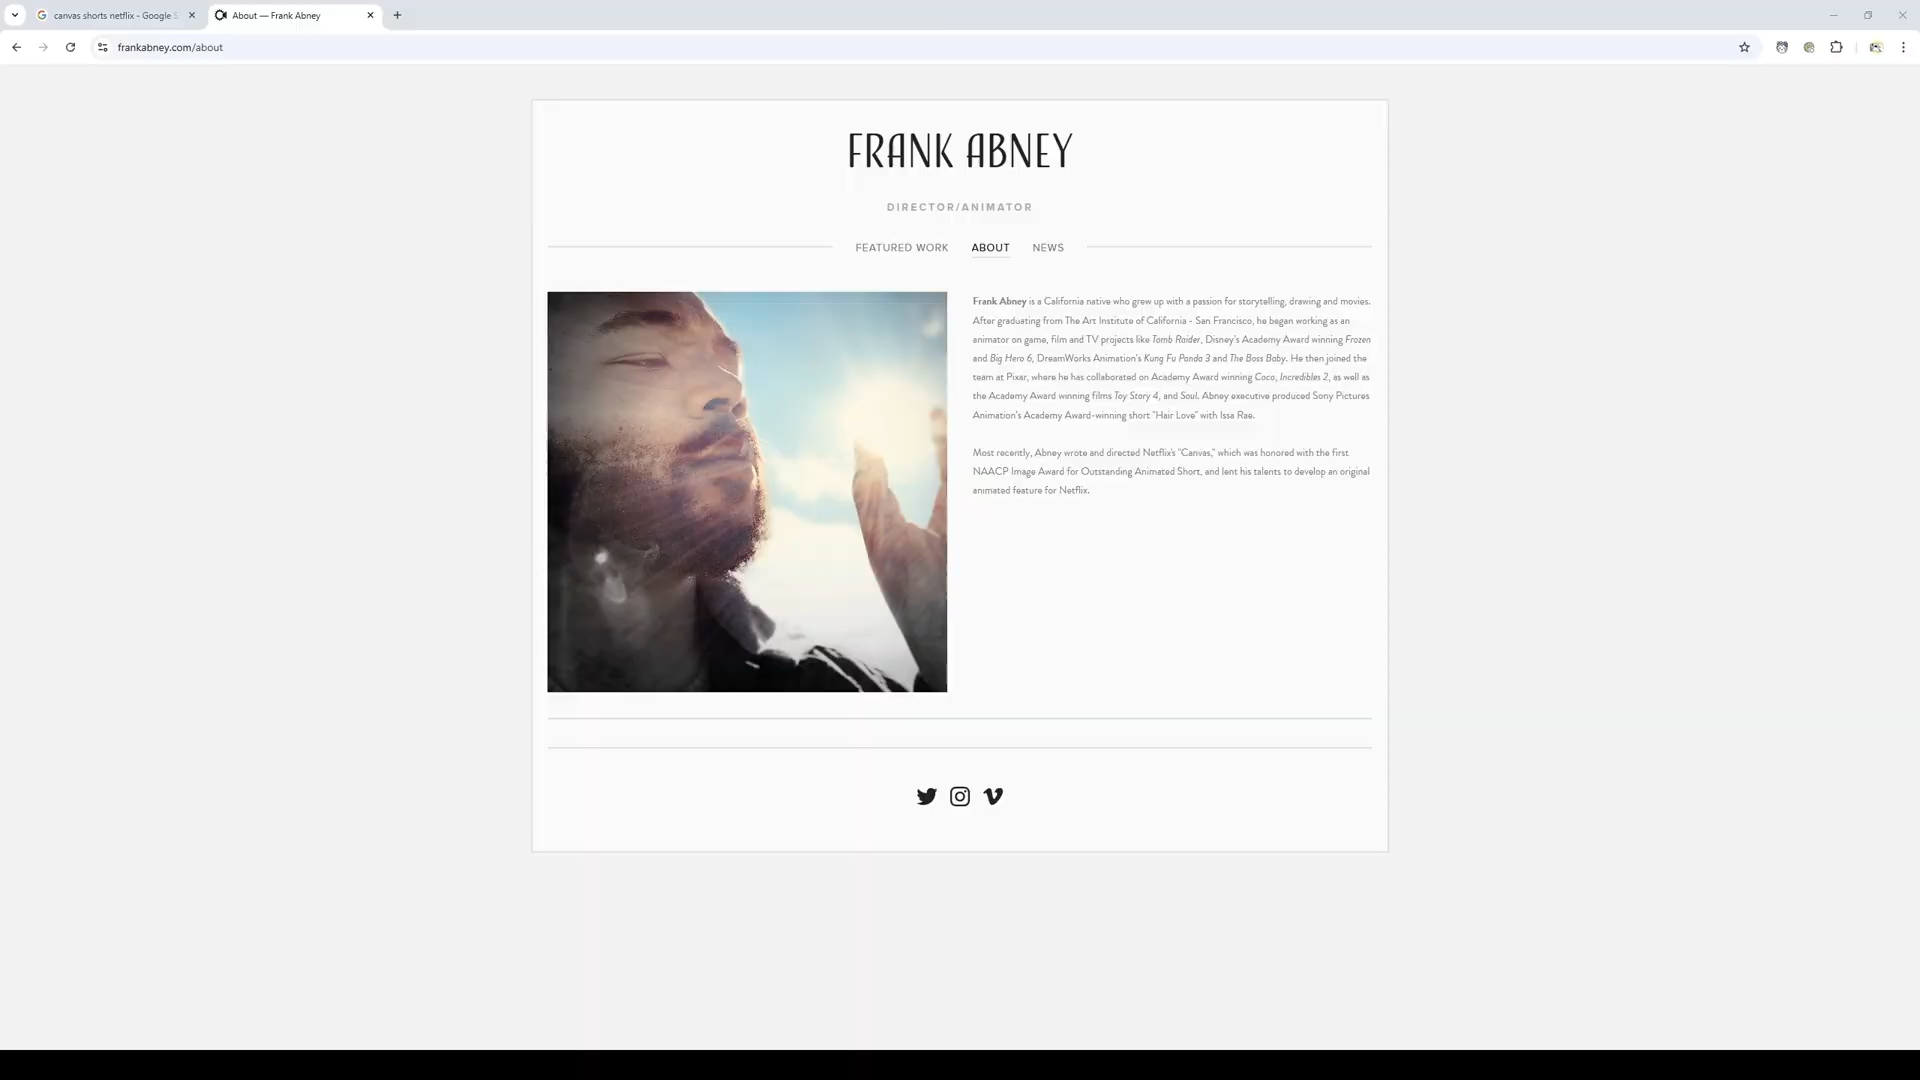 canvas shorts netflix - Google S
About — Frank Abney
frankabney.com/about
FRANK ABNEY
DIRECTOR/ANIMATOR
FEATURED WORK
ABOUT
NEWS
Frank Abney is a California native who grew up with a passion for storytelling, drawing and movies.
After graduating from The Art Institute of California - San Francisco, he began working as an
animator on game, film and TV projects like Tomb Raider, Disney's Academy Award winning Frozen
and Big Hero 6, DreamWorks Animation's Kung Fu Panda 3 and The Boss Baby. He then joined the
team at Pixar, where he has collaborated on Academy Award winning Coco, Incredibles 2, as well as
the Academy Award winning films Toy Story 4, and Soul. Abney executive produced Sony Pictures
Animation's Academy Award-winning short "Hair Love" with Issa Rae.
Most recently, Abney wrote and directed Netflix's "Canvas," which was honored with the first
NAACP Image Award for Outstanding Animated Short, and lent his talents to develop an original
animated feature for Netflix.